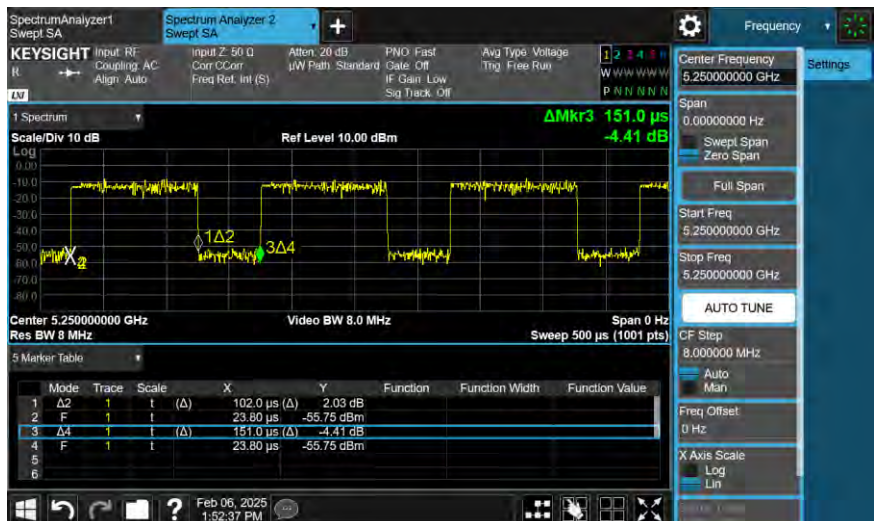 SpectrumAnalyzer1
Swept SA
Spectrum Analyzer 2
Swept SA
Frequency
KEYSIGHT
R
LXI
Input: RF
Coupling: AC
Align: Auto
Input Z: 50 Ω
Corr CCorr
Freq Ref: Int (S)
Atten: 20 dB
µW Path: Standard
PNO: Fast
Gate: Off
IF Gain: Low
Sig Track: Off
Avg Type: Voltage
Trig: Free Run
1 2 3 4 5 6
W W W W W W
P N N N N N
Center Frequency
5.250000000 GHz
Settings
Span
0.00000000 Hz
Swept Span
Zero Span
Full Span
Start Freq
5.250000000 GHz
Stop Freq
5.250000000 GHz
AUTO TUNE
CF Step
8.000000 MHz
Auto
Man
Freq Offset
0 Hz
X Axis Scale
Log
Lin
1 Spectrum
Scale/Div 10 dB
Ref Level 10.00 dBm
ΔMkr3 151.0 µs
-4.41 dB
Log
0.00
-10.0
-20.0
-30.0
-40.0
-50.0
-60.0
-70.0
-80.0
1Δ2
3Δ4
Center 5.250000000 GHz
Video BW 8.0 MHz
Span 0 Hz
Res BW 8 MHz
Sweep 500 µs (1001 pts)
5 Marker Table
Mode Trace Scale X Y Function Function Width Function Value
1 Δ2 1 t (Δ) 102.0 µs (Δ) 2.03 dB
2 F 1 t 23.80 µs -55.75 dBm
3 Δ4 1 t (Δ) 151.0 µs (Δ) -4.41 dB
4 F 1 t 23.80 µs -55.75 dBm
5
6
Feb 06, 2025
1:52:37 PM